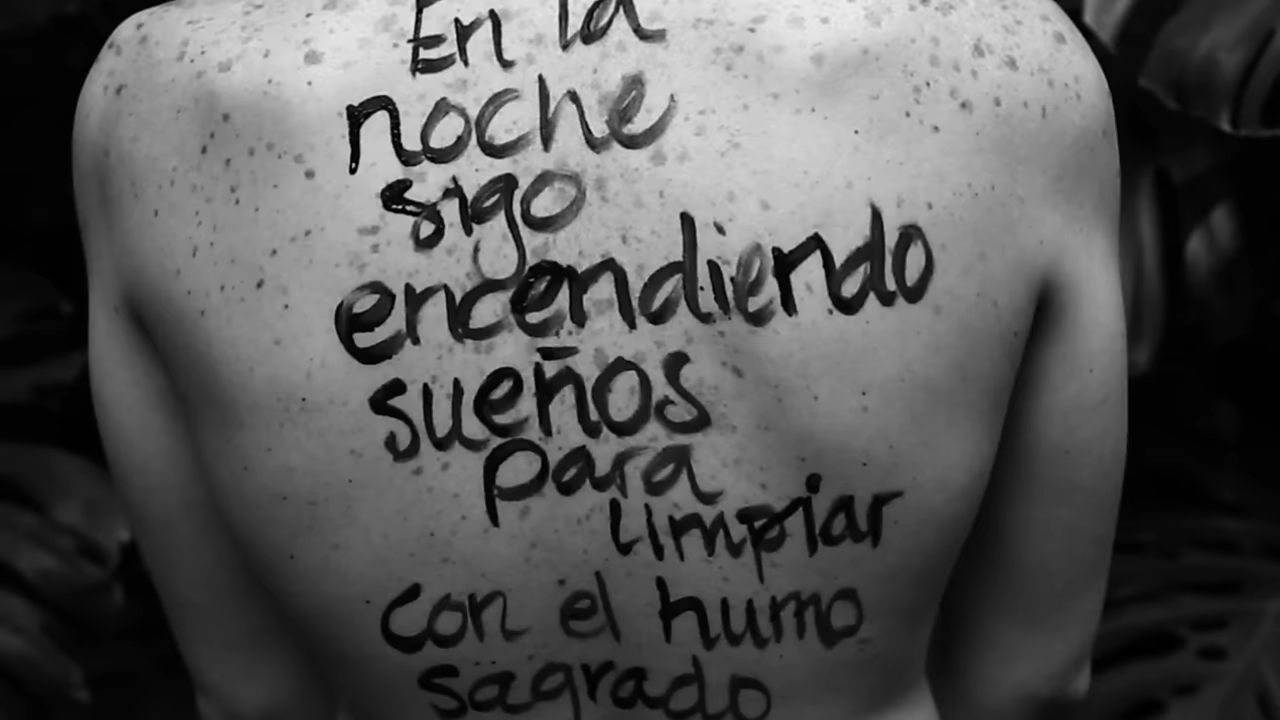 En la
noche
sigo
encendiendo
sueños
para
limpiar
con el humo
sagrado